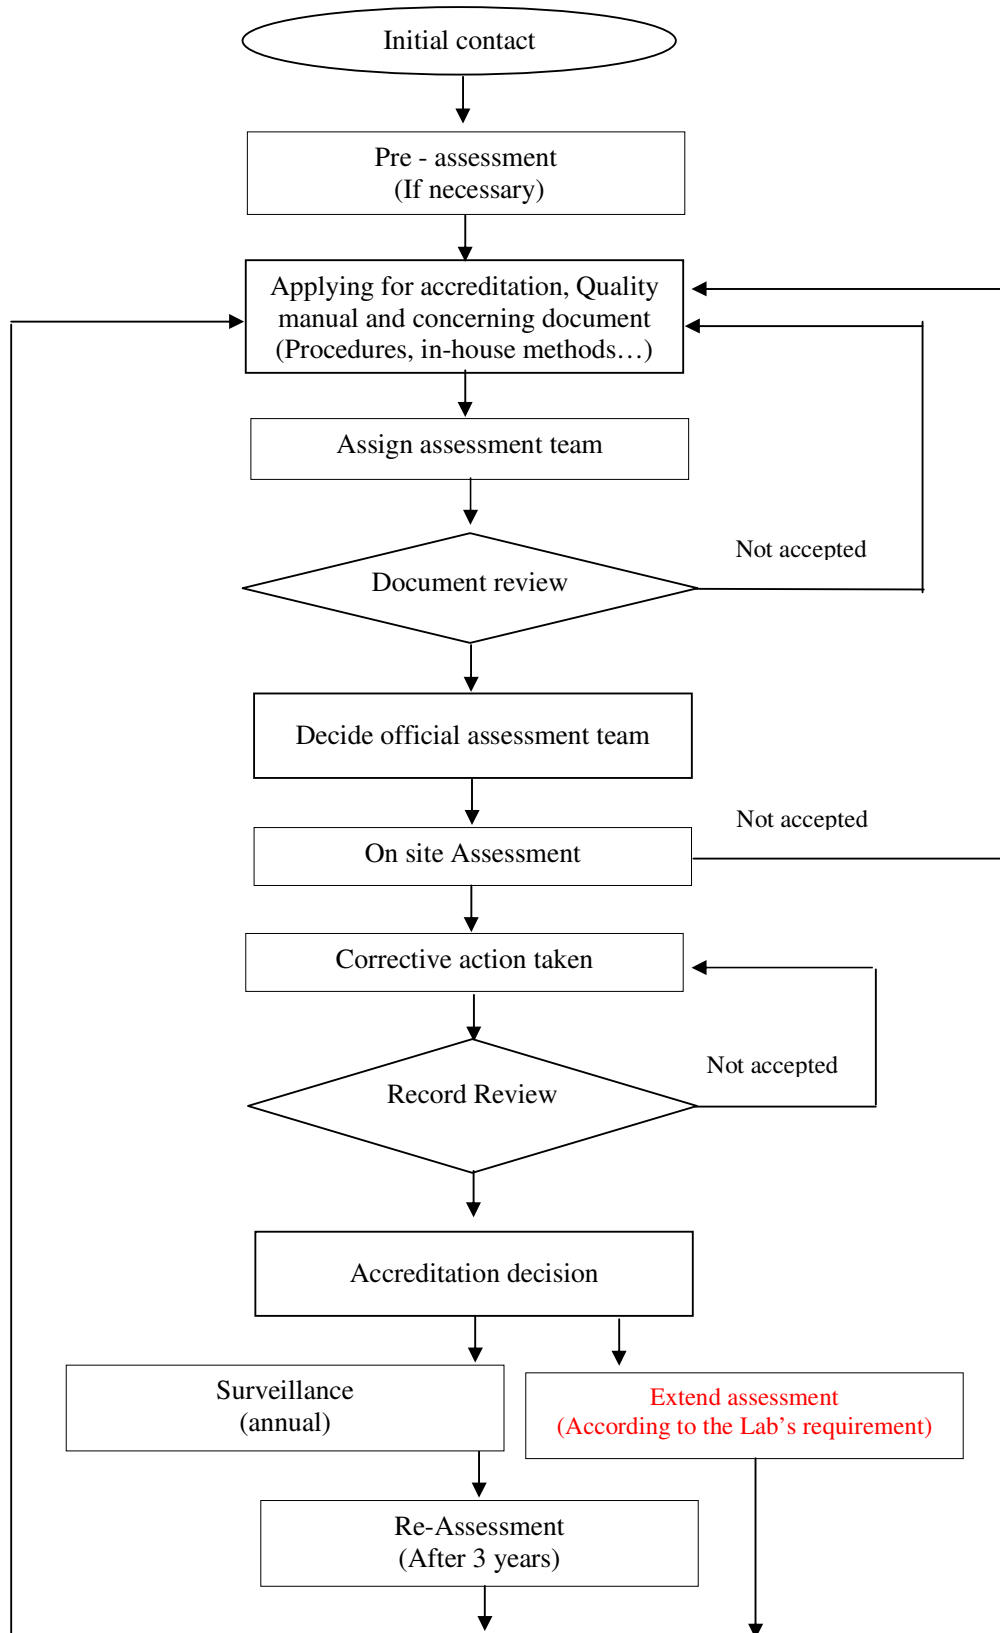 Initial contact
Pre - assessment
(If necessary)
Applying for accreditation, Quality
manual and concerning document
(Procedures, in-house methods…)
Assign assessment team
Not accepted
Document review
Decide official assessment team
Not accepted
On site Assessment
Corrective action taken
Not accepted
Record Review
Accreditation decision
Surveillance
(annual)
Extend assessment
(According to the Lab’s requirement)
Re-Assessment
(After 3 years)